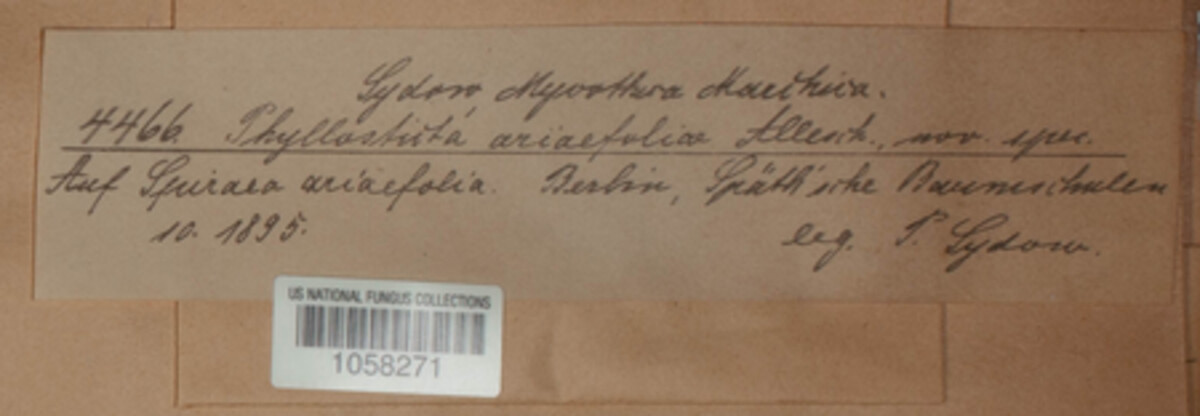 Sydow, Mycotheca Marchica.
4466. Phyllosticta ariaefoliae Allesch., nov. spec.
Auf Spiraea ariaefolia. Berlin, Späth'sche Baumschulen
10. 1895.
leg. P. Sydow.
US NATIONAL FUNGUS COLLECTIONS
1058271